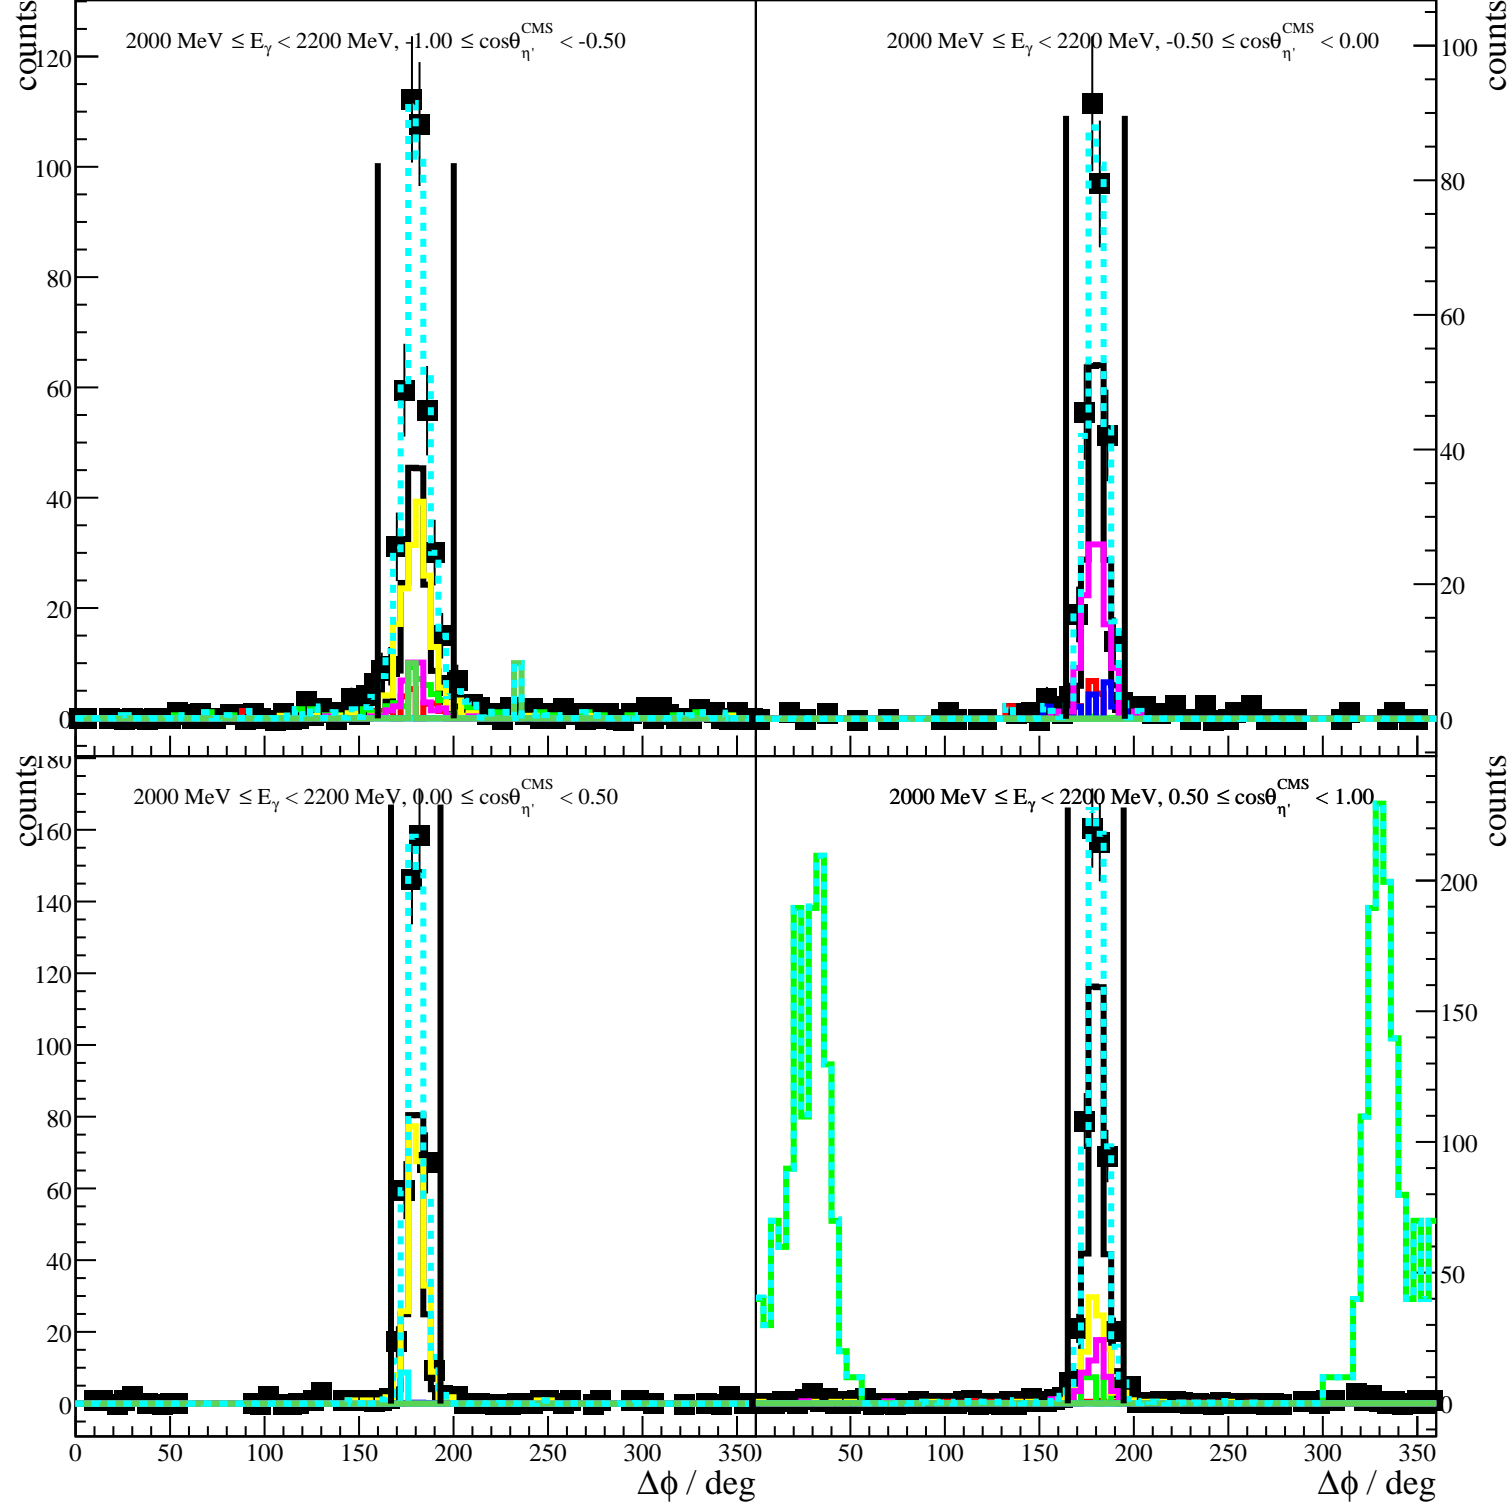 counts
2000 MeV ≤ Eγ < 2200 MeV, -1.00 ≤ cosθη'CMS < -0.50
120
100
80
60
40
20
0
2000 MeV ≤ Eγ < 2200 MeV, -0.50 ≤ cosθη'CMS < 0.00
counts
100
80
60
40
20
0
counts
2000 MeV ≤ Eγ < 2200 MeV, 0.00 ≤ cosθη'CMS < 0.50
180
160
140
120
100
80
60
40
20
0
0 50 100 150 200 250 300 350
Δϕ / deg
2000 MeV ≤ Eγ < 2200 MeV, 0.50 ≤ cosθη'CMS < 1.00
counts
200
150
100
50
0
50 100 150 200 250 300 350
Δϕ / deg